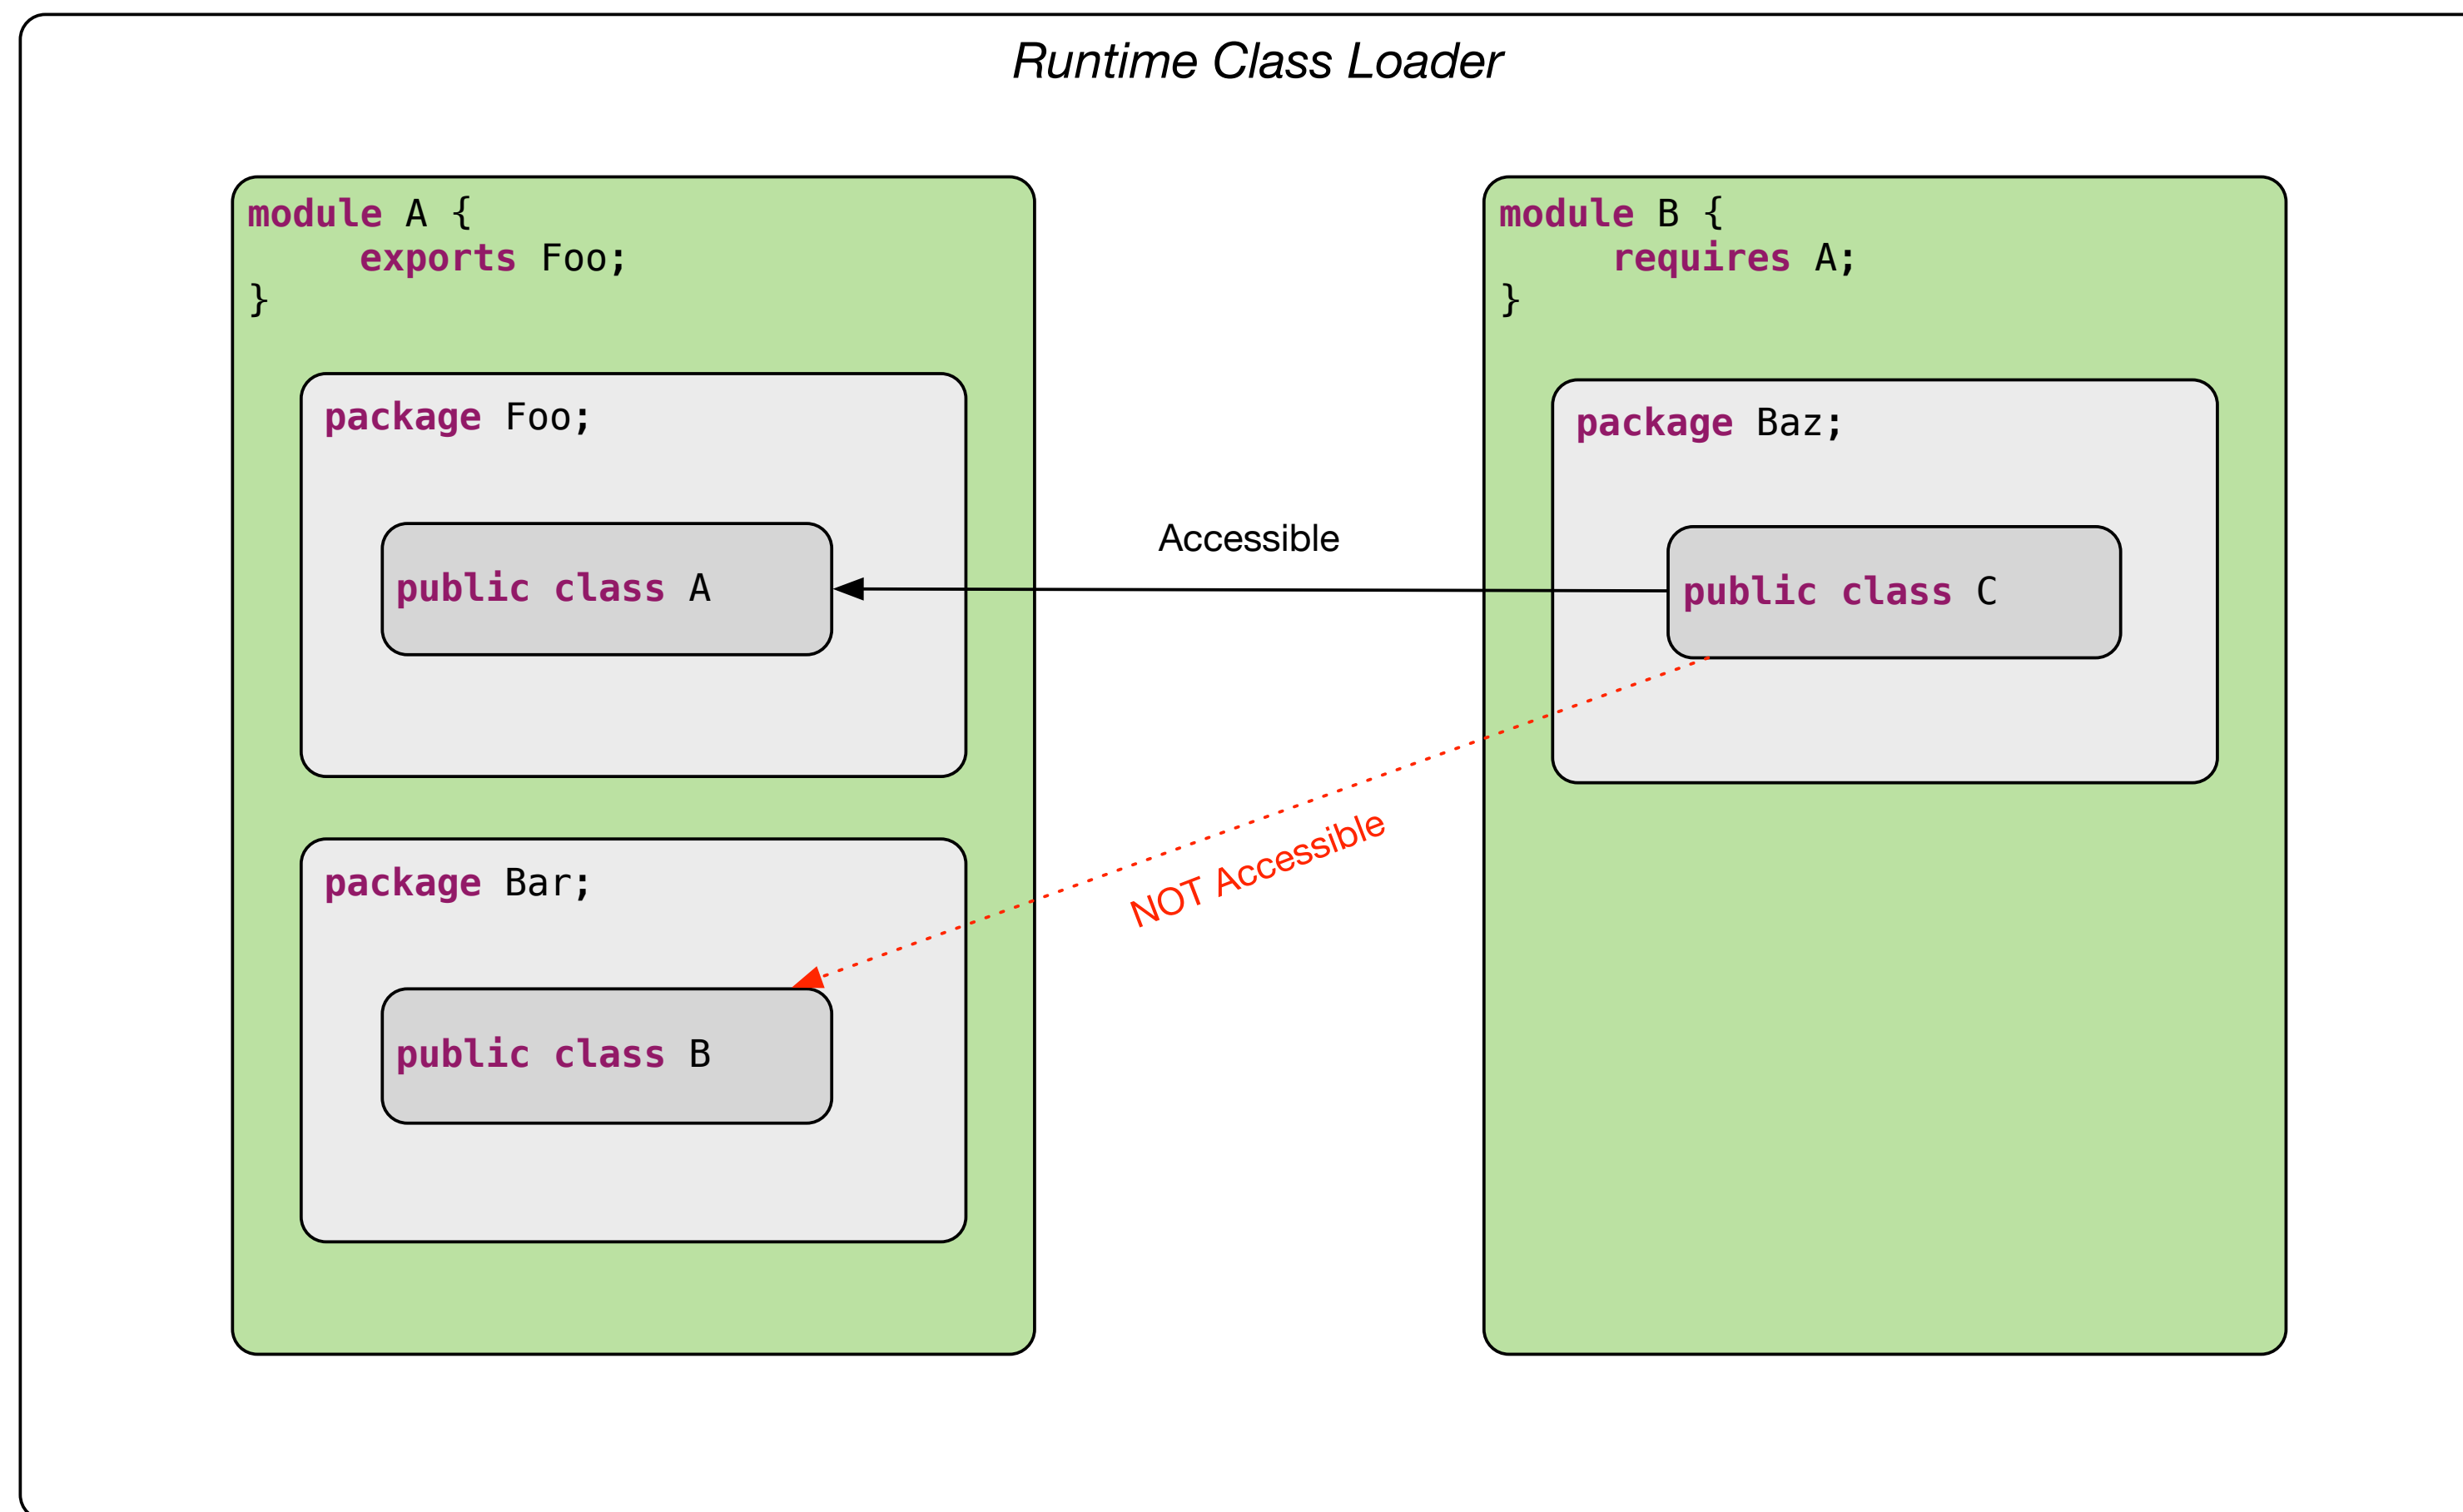 Runtime Class Loader
module A {
exports Foo;
}
package Foo;
public class A
package Bar;
public class B
Accessible
NOT Accessible
module B {
requires A;
}
package Baz;
public class C